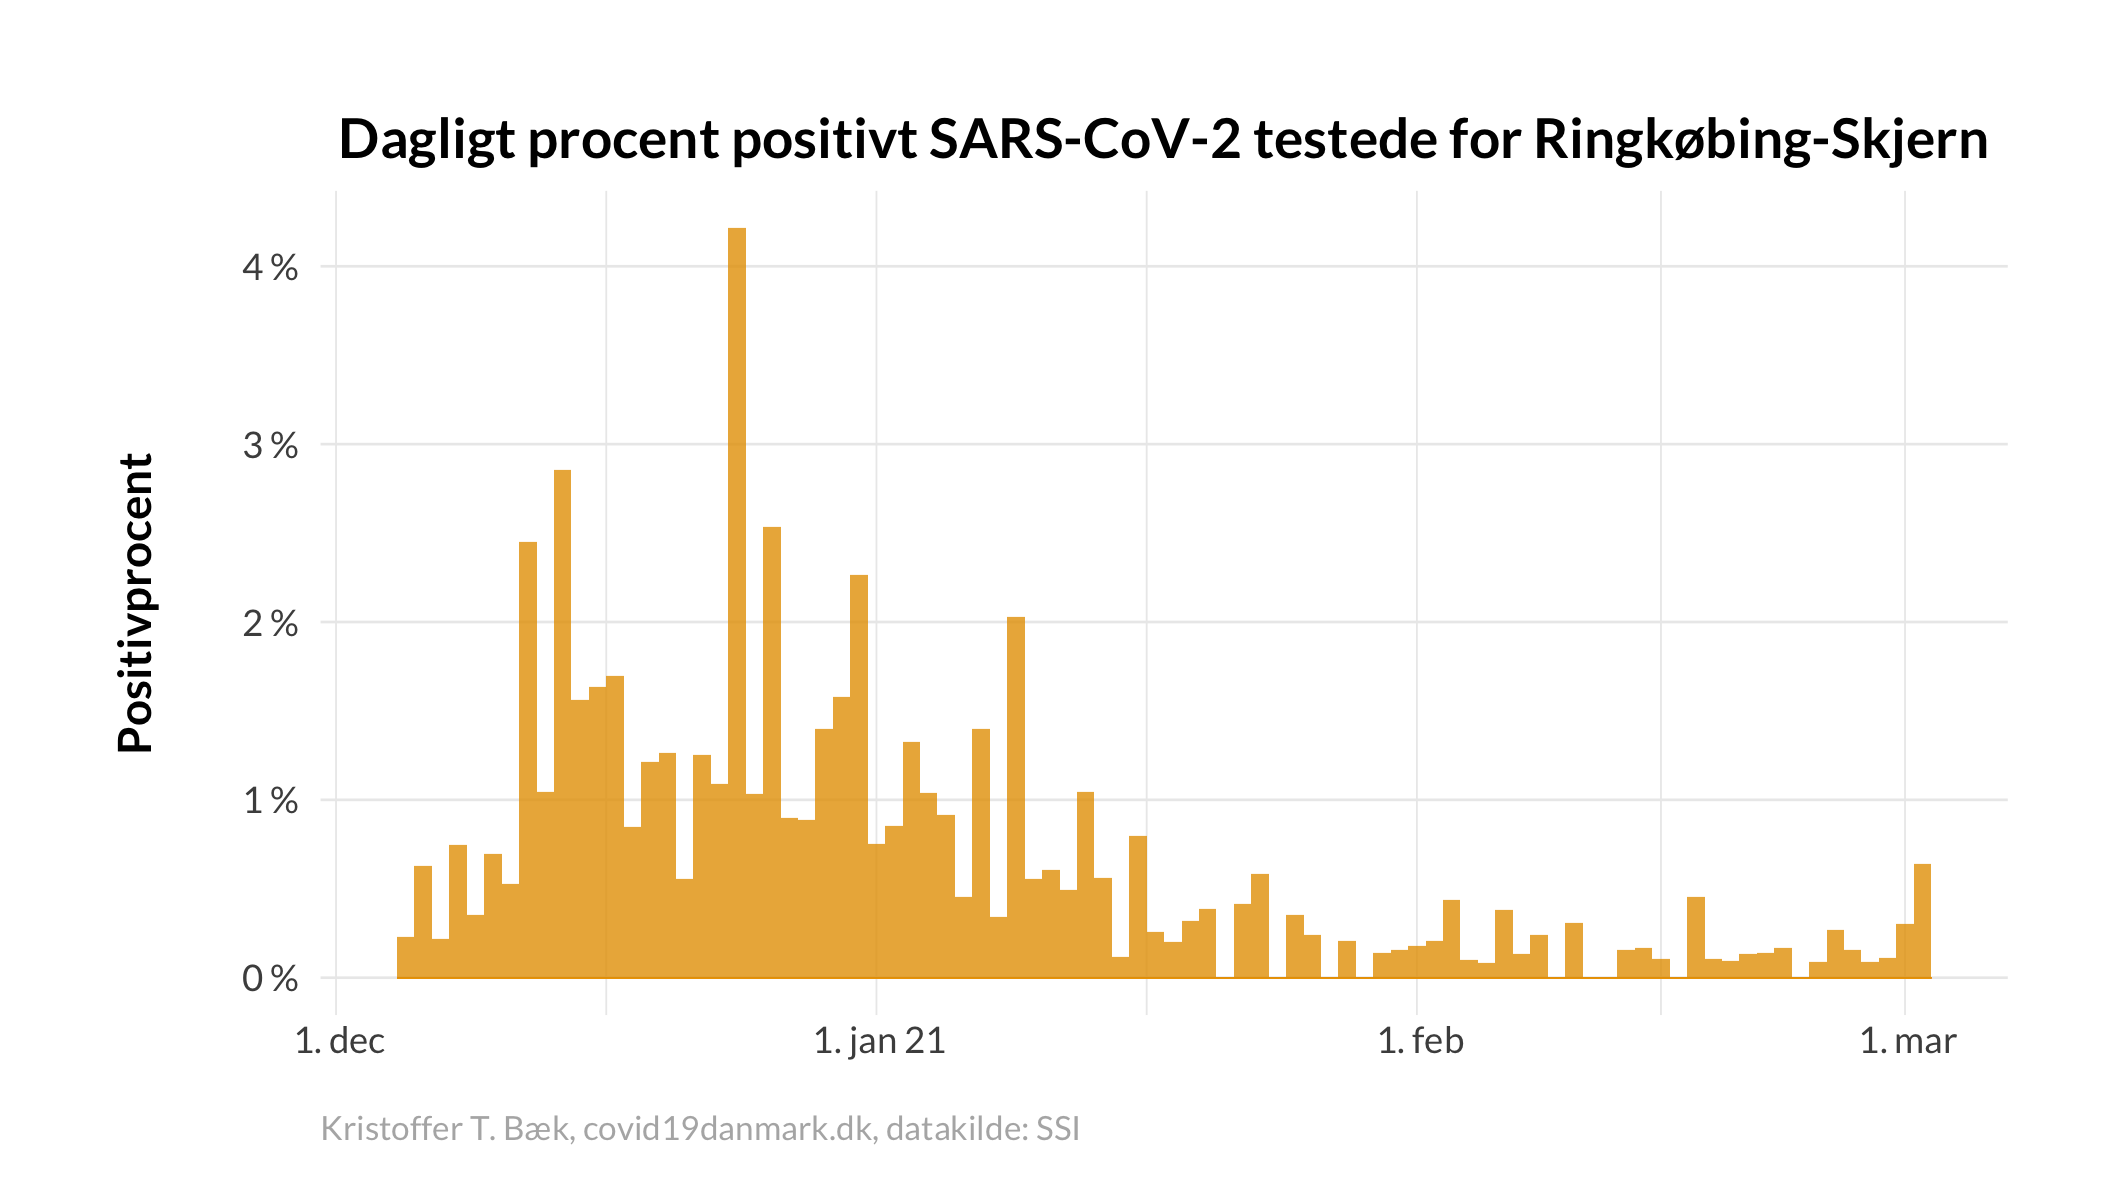 Dagligt procent positivt SARS-CoV-2 testede for Ringkøbing-Skjern
Positivprocent
4 %
3 %
2 %
1 %
0 %
1. dec
1. jan 21
1. feb
1. mar
Kristoffer T. Bæk, covid19danmark.dk, datakilde: SSI